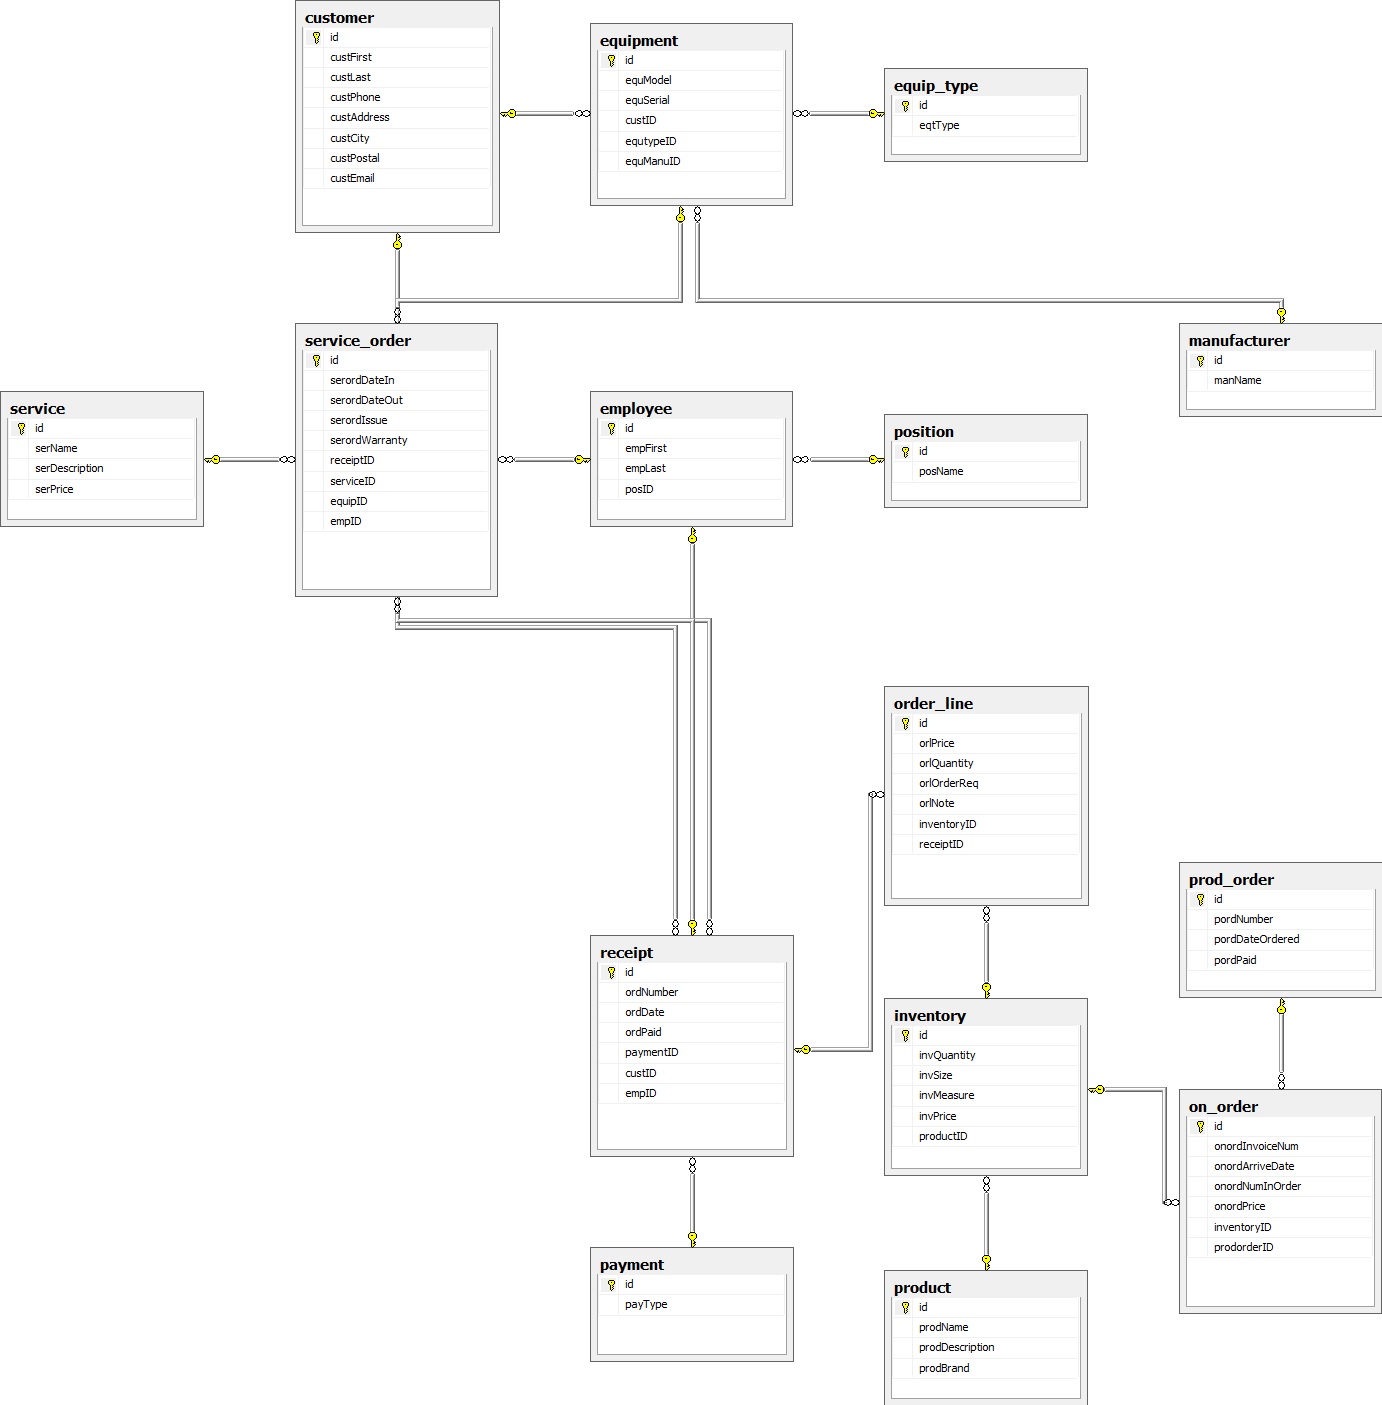 customer
id
custFirst
custLast
custPhone
custAddress
custCity
custPostal
custEmail
equipment
id
equModel
equSerial
custID
equtypeID
equManuID
equip_type
id
eqtType
service_order
id
serordDateIn
serordDateOut
serordIssue
serordWarranty
receiptID
serviceID
equipID
empID
manufacturer
id
manName
service
id
serName
serDescription
serPrice
employee
id
empFirst
empLast
posID
position
id
posName
order_line
id
orlPrice
orlQuantity
orlOrderReq
orlNote
inventoryID
receiptID
prod_order
id
pordNumber
pordDateOrdered
pordPaid
receipt
id
ordNumber
ordDate
ordPaid
paymentID
custID
empID
inventory
id
invQuantity
invSize
invMeasure
invPrice
productID
on_order
id
onordInvoiceNum
onordArriveDate
onordNumInOrder
onordPrice
inventoryID
prodorderID
payment
id
payType
product
id
prodName
prodDescription
prodBrand